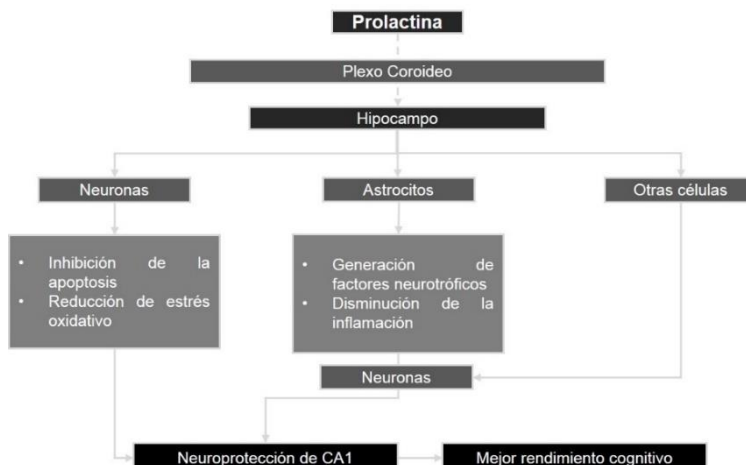 Prolactina
Plexo Coroideo
Hipocampo
Neuronas
Astrocitos
Otras células
• Inhibición de la
apoptosis
• Reducción de estrés
oxidativo
• Generación de
factores neurotróficos
• Disminución de la
inflamación
Neuronas
Neuroprotección de CA1
Mejor rendimiento cognitivo